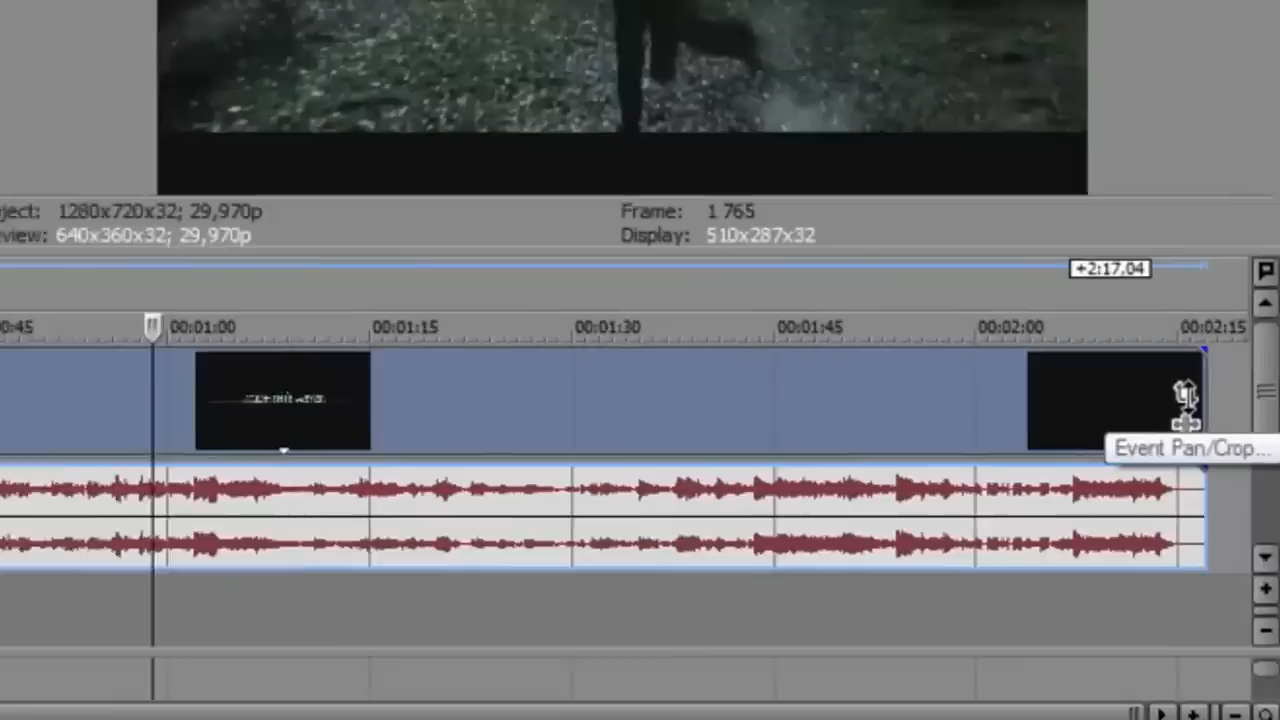 ject: 1280x720x32; 29,970p Frame: 1 765
view: 640x360x32; 29,970p Display: 510x287x32
+2:17.04
0:45 00:01:00 00:01:15 00:01:30 00:01:45 00:02:00 00:02:15
Event Pan/Crop...